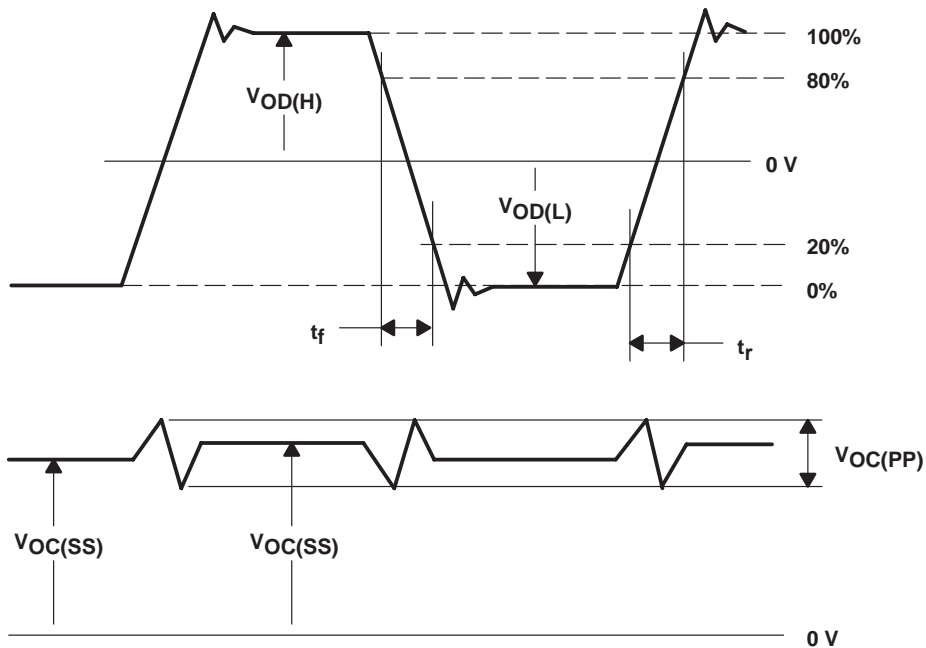 100%
80%
VOD(H)
0 V
VOD(L)
20%
0%
tf
tr
VOC(PP)
VOC(SS)
VOC(SS)
0 V